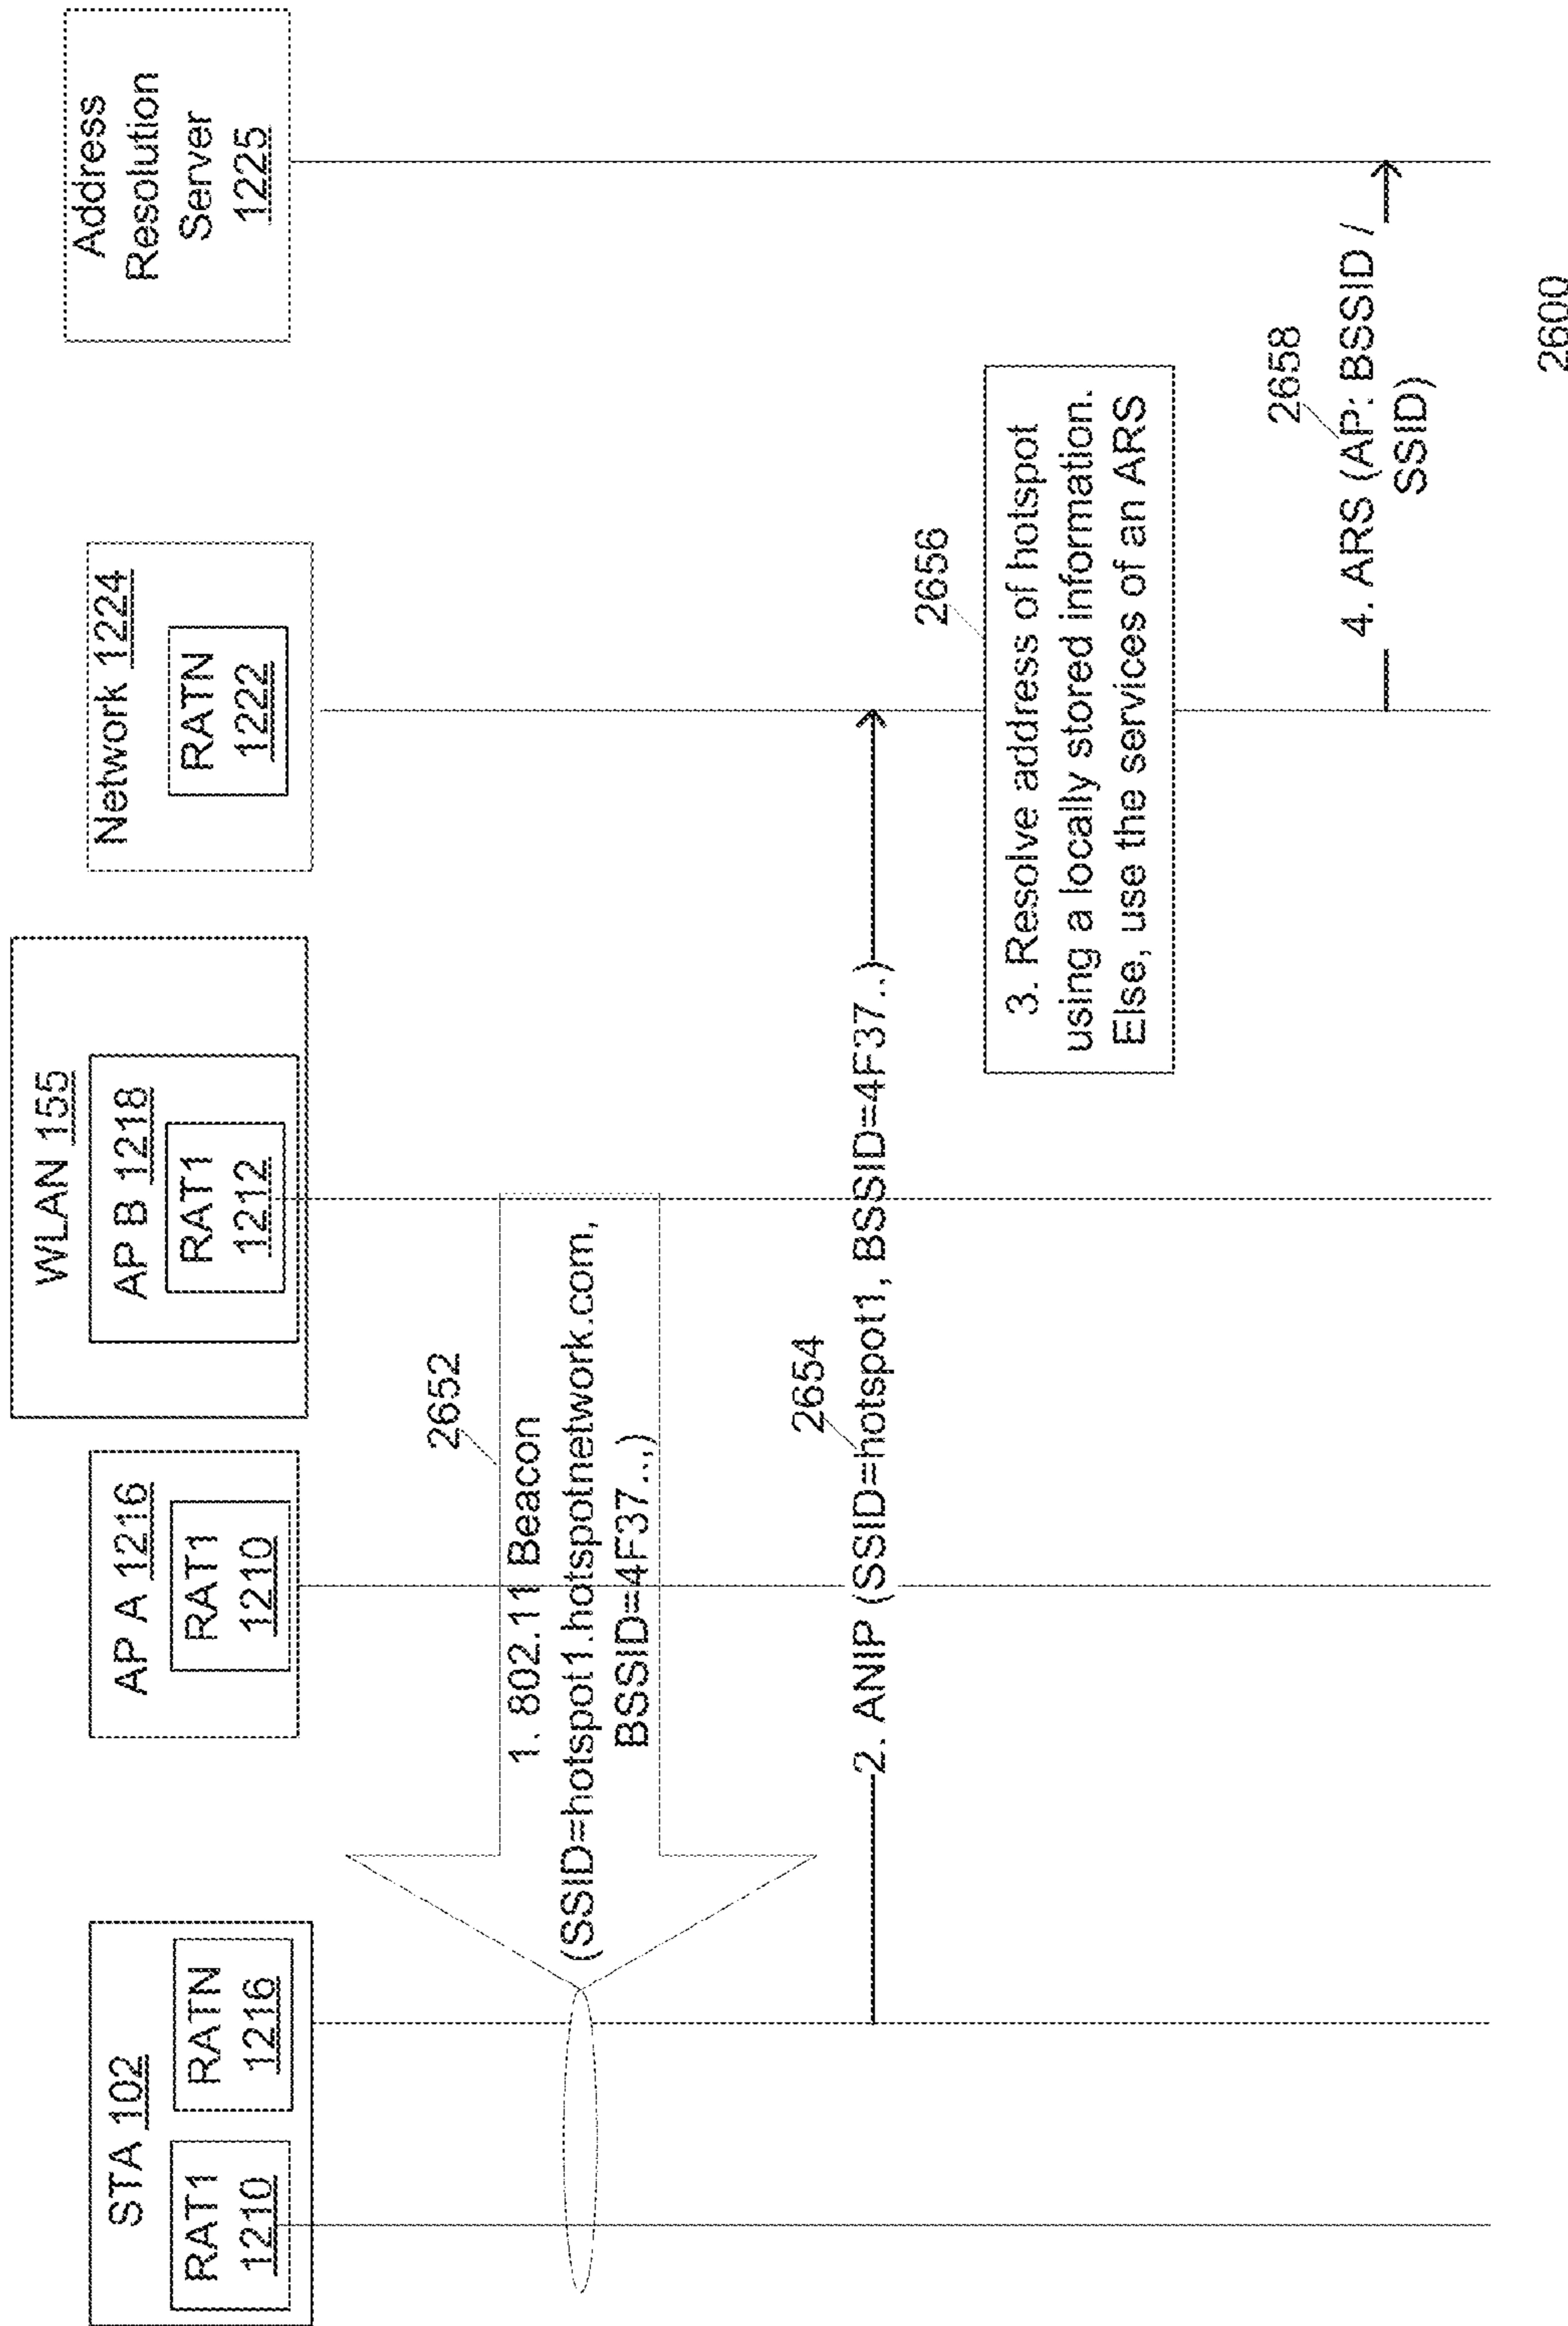 STA 102
RAT1
1210
RATN
1216
AP A 1216
RAT1
1210
WLAN 155
AP B 1218
RAT1
1212
Network 1224
RATN
1222
Address
Resolution
Server
1225
2652
1. 802.11 Beacon
(SSID=hotspot1.hotspotnetwork.com,
BSSID=4F37..,)
2654
2. ANIP (SSID=hotspot1, BSSID=4F37..,)
2656
3. Resolve address of hotspot
using a locally stored information.
Else, use the services of an ARS
2658
4. ARS (AP: BSSID /
SSID)
2600